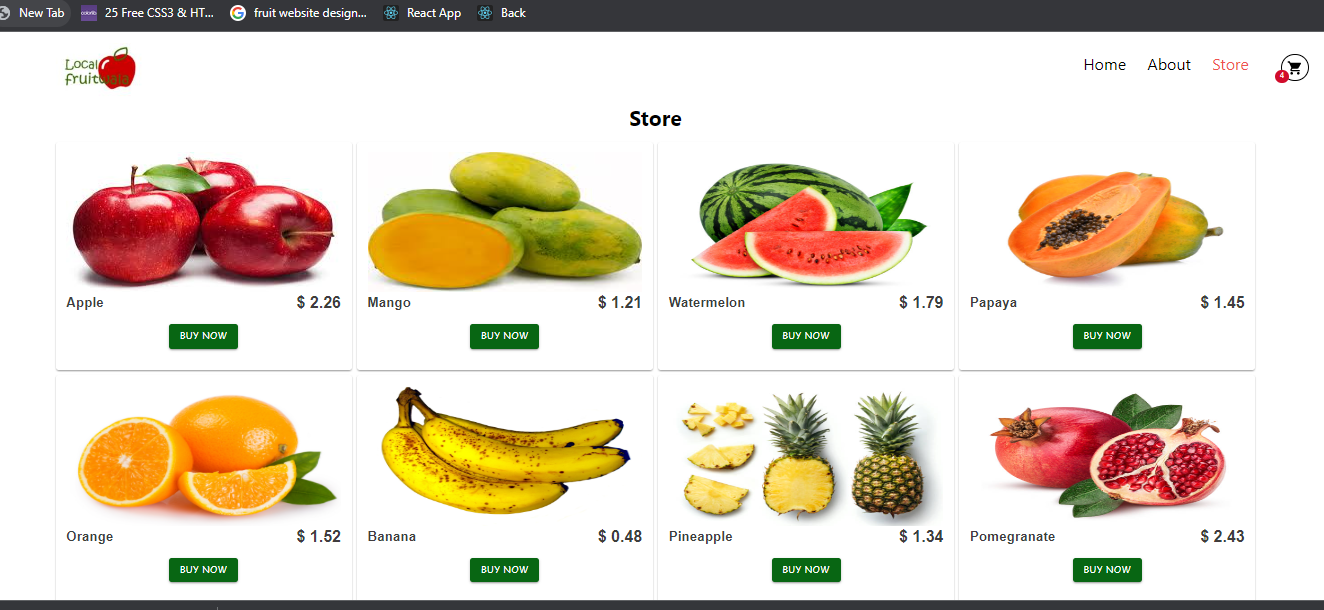 New Tab 25 Free CSS3 & HT... fruit website design... React App Back
Local
fruitwala
Home About Store
4
Store
Apple $ 2.26 Mango $ 1.21 Watermelon $ 1.79 Papaya $ 1.45
BUY NOW BUY NOW BUY NOW BUY NOW
Orange $ 1.52 Banana $ 0.48 Pineapple $ 1.34 Pomegranate $ 2.43
BUY NOW BUY NOW BUY NOW BUY NOW